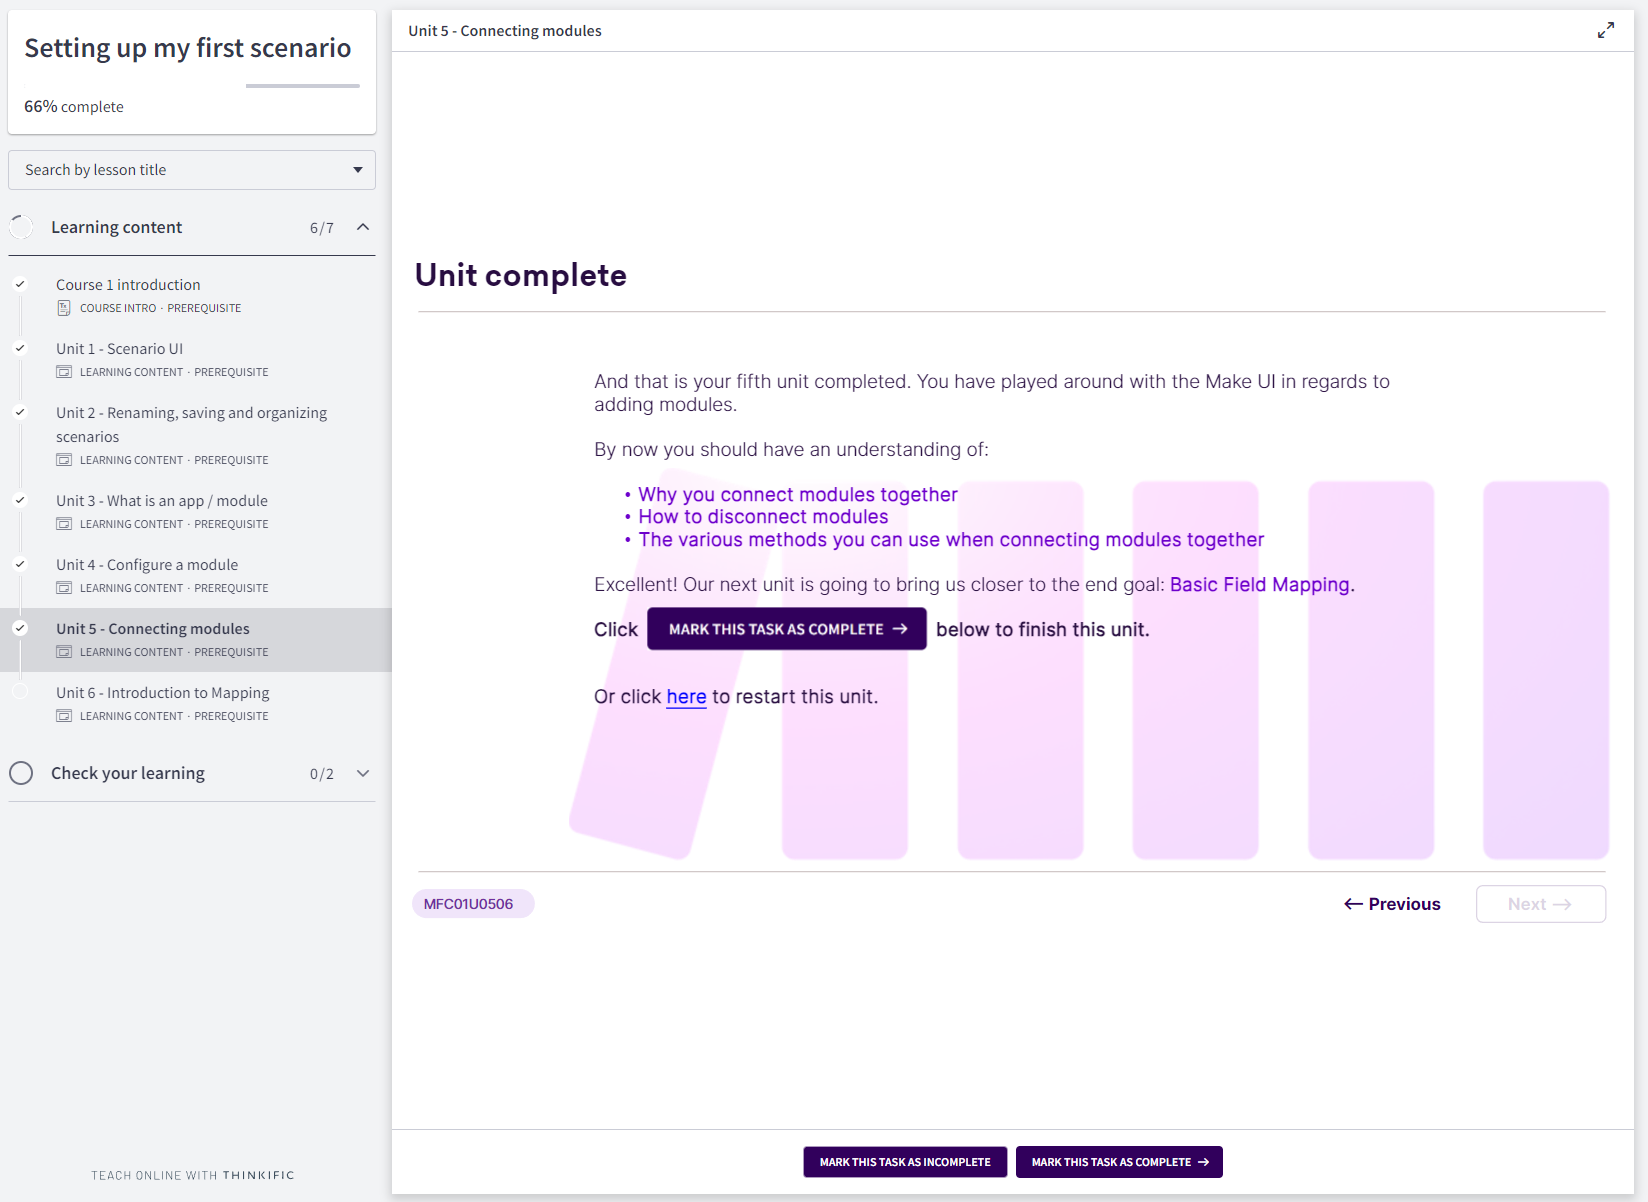 Setting up my first scenario
66% complete
Search by lesson title
Learning content 6/7
Course 1 introduction
COURSE INTRO · PREREQUISITE
Unit 1 - Scenario UI
LEARNING CONTENT · PREREQUISITE
Unit 2 - Renaming, saving and organizing
scenarios
LEARNING CONTENT · PREREQUISITE
Unit 3 - What is an app / module
LEARNING CONTENT · PREREQUISITE
Unit 4 - Configure a module
LEARNING CONTENT · PREREQUISITE
Unit 5 - Connecting modules
LEARNING CONTENT · PREREQUISITE
Unit 6 - Introduction to Mapping
LEARNING CONTENT · PREREQUISITE
Check your learning 0/2
TEACH ONLINE WITH THINKIFIC
Unit 5 - Connecting modules
Unit complete
And that is your fifth unit completed. You have played around with the Make UI in regards to
adding modules.
By now you should have an understanding of:
• Why you connect modules together
• How to disconnect modules
• The various methods you can use when connecting modules together
Excellent! Our next unit is going to bring us closer to the end goal: Basic Field Mapping.
Click MARK THIS TASK AS COMPLETE → below to finish this unit.
Or click here to restart this unit.
MFC01U0506
← Previous
Next →
MARK THIS TASK AS INCOMPLETE
MARK THIS TASK AS COMPLETE →